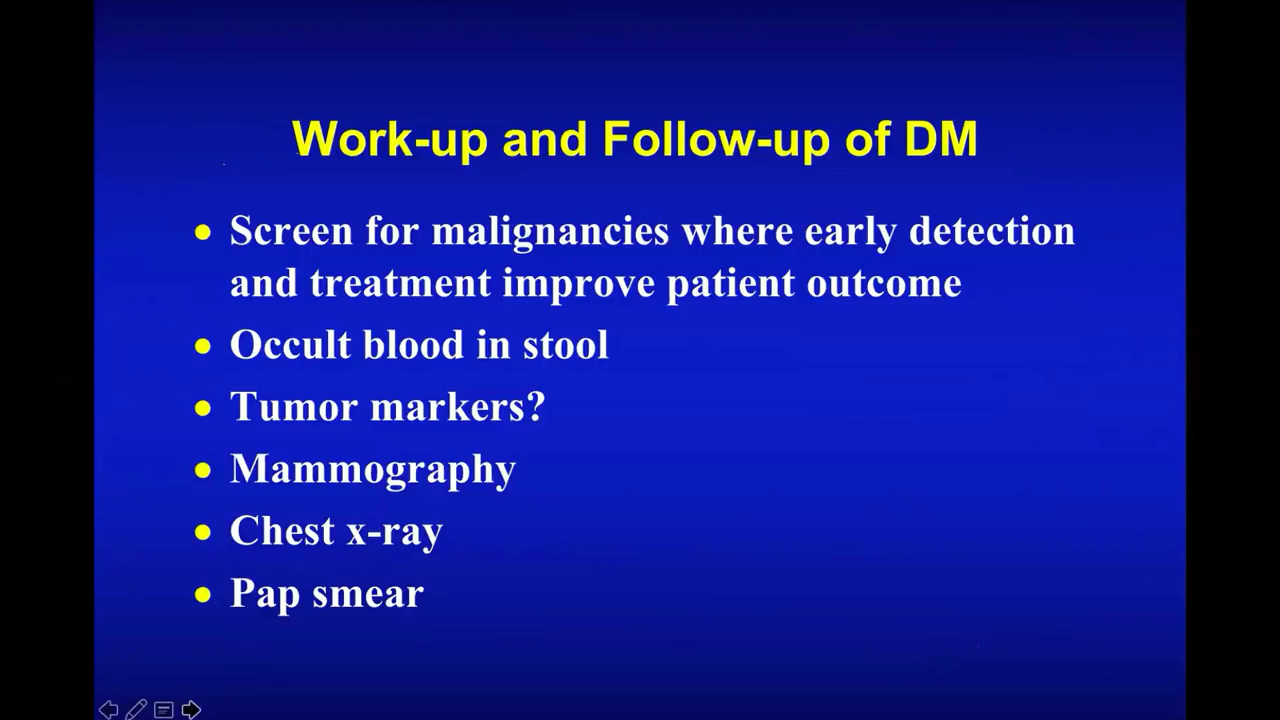 Work-up and Follow-up of DM
• Screen for malignancies where early detection
and treatment improve patient outcome
• Occult blood in stool
• Tumor markers?
• Mammography
• Chest x-ray
• Pap smear